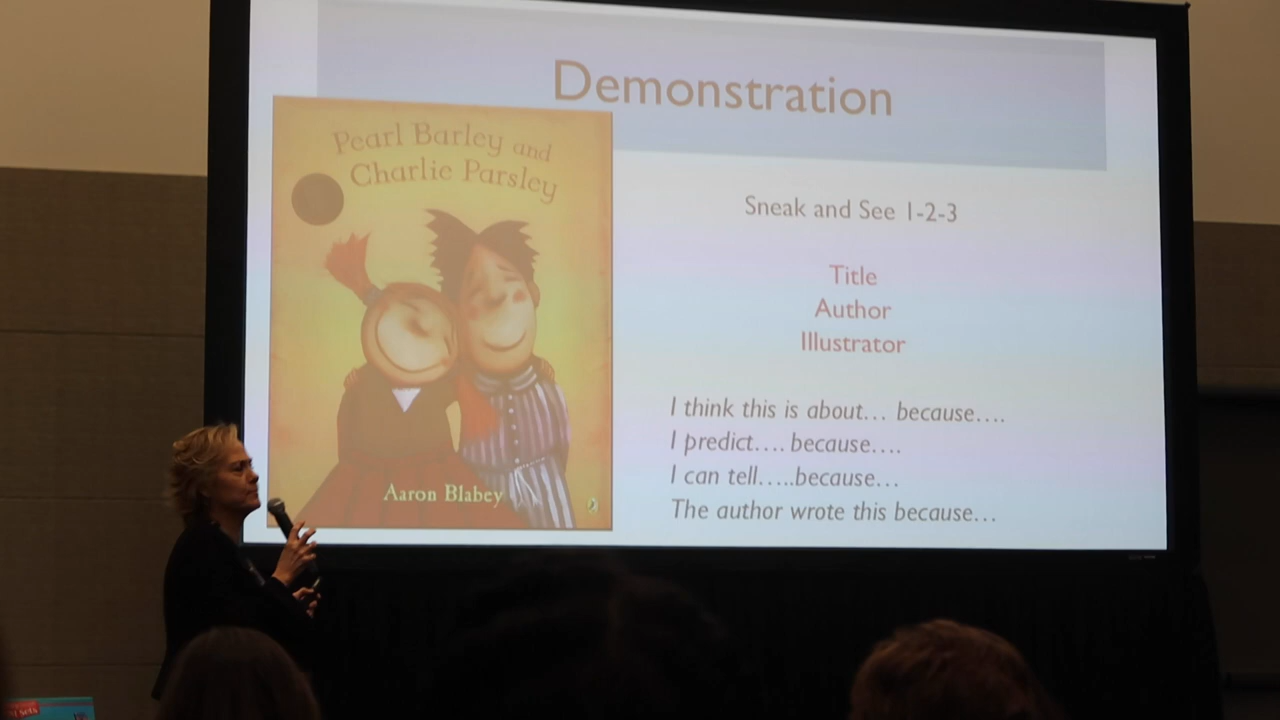 Demonstration
Pearl Barley and
Charlie Parsley
Aaron Blabey
Sneak and See 1-2-3
Title
Author
Illustrator
I think this is about… because….
I predict…. because….
I can tell…..because…
The author wrote this because…